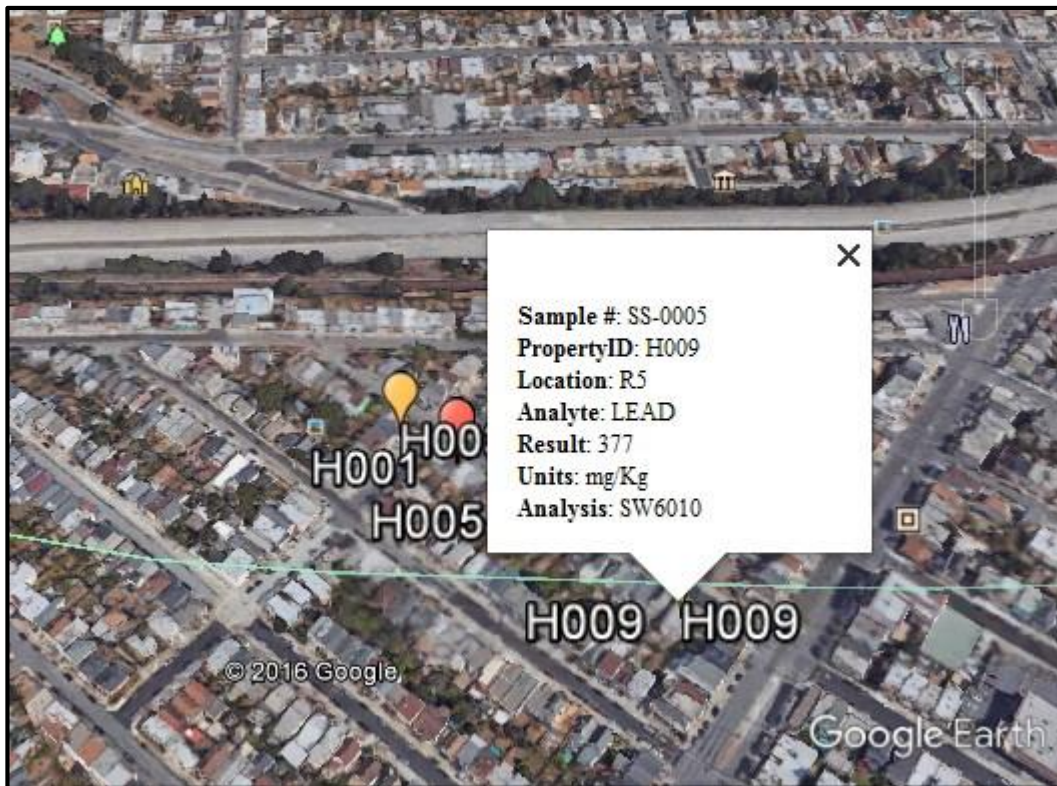 Sample #: SS-0005
PropertyID: H009
Location: R5
Analyte: LEAD
Result: 377
Units: mg/Kg
Analysis: SW6010
H001
H005
H009 H009
© 2016 Google
Google Earth